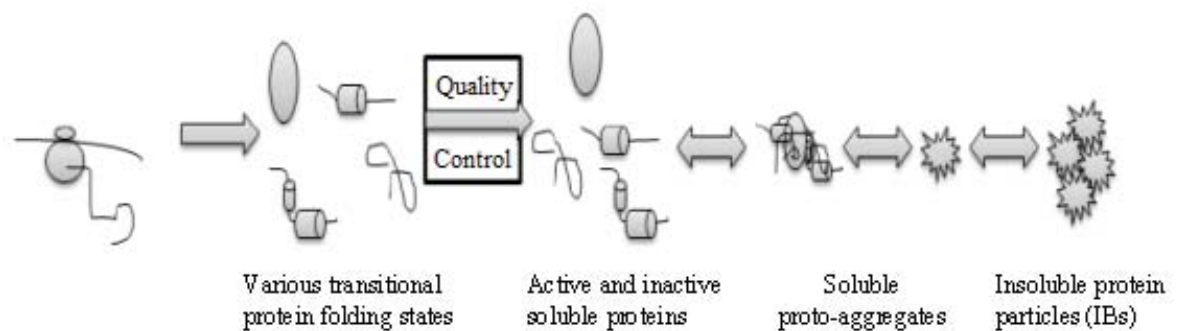 Quality
Control
Various transitional
protein folding states
Active and inactive
soluble proteins
Soluble
proto-aggregates
Insoluble protein
particles (IBs)